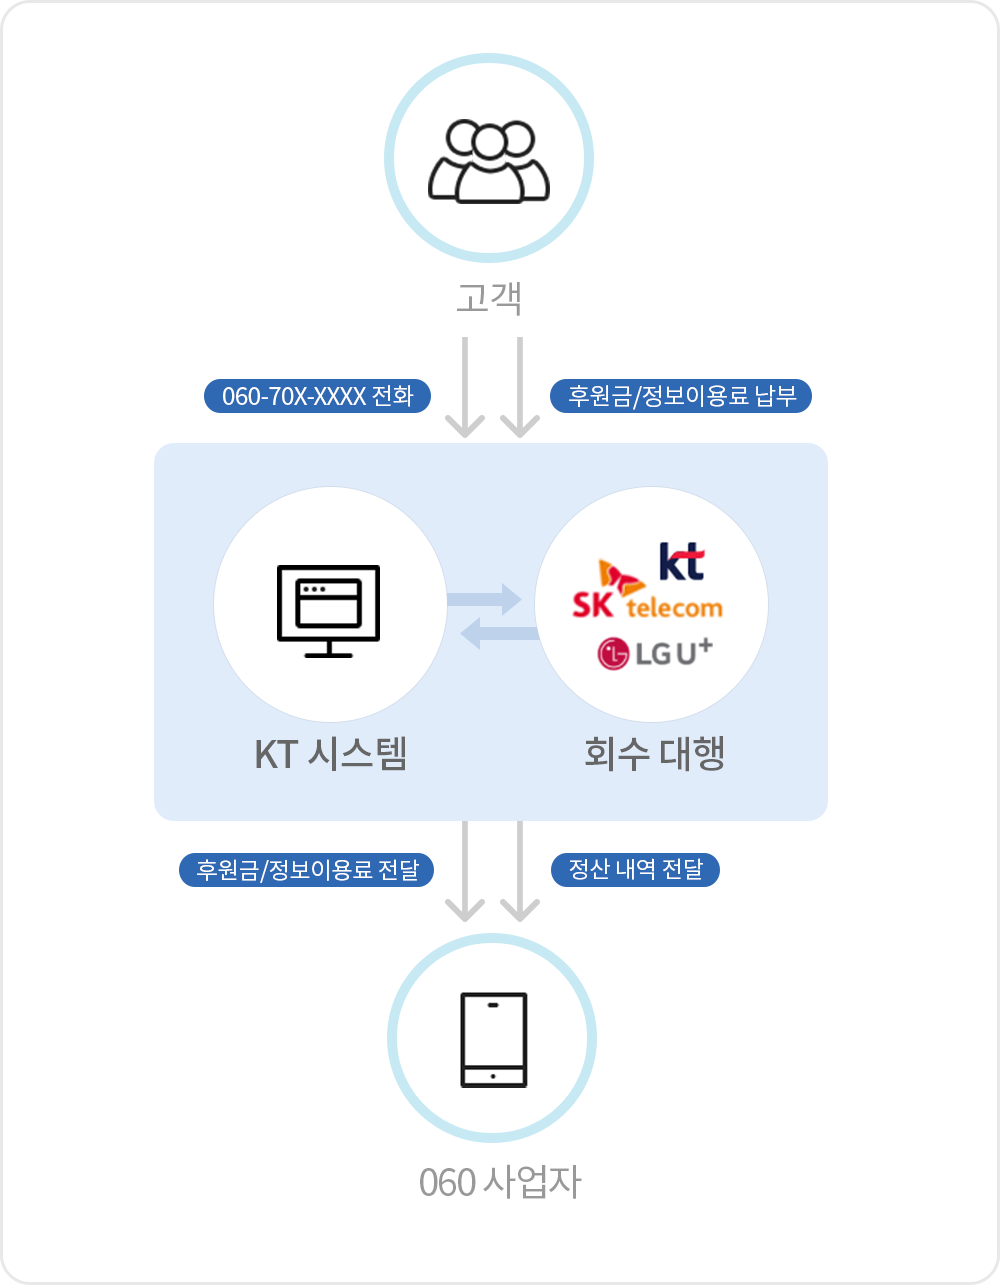 고객
060-70X-XXXX 전화
후원금/정보이용료 납부
kt
SK telecom
LG U+
KT 시스템
회수 대행
후원금/정보이용료 전달
정산 내역 전달
060 사업자